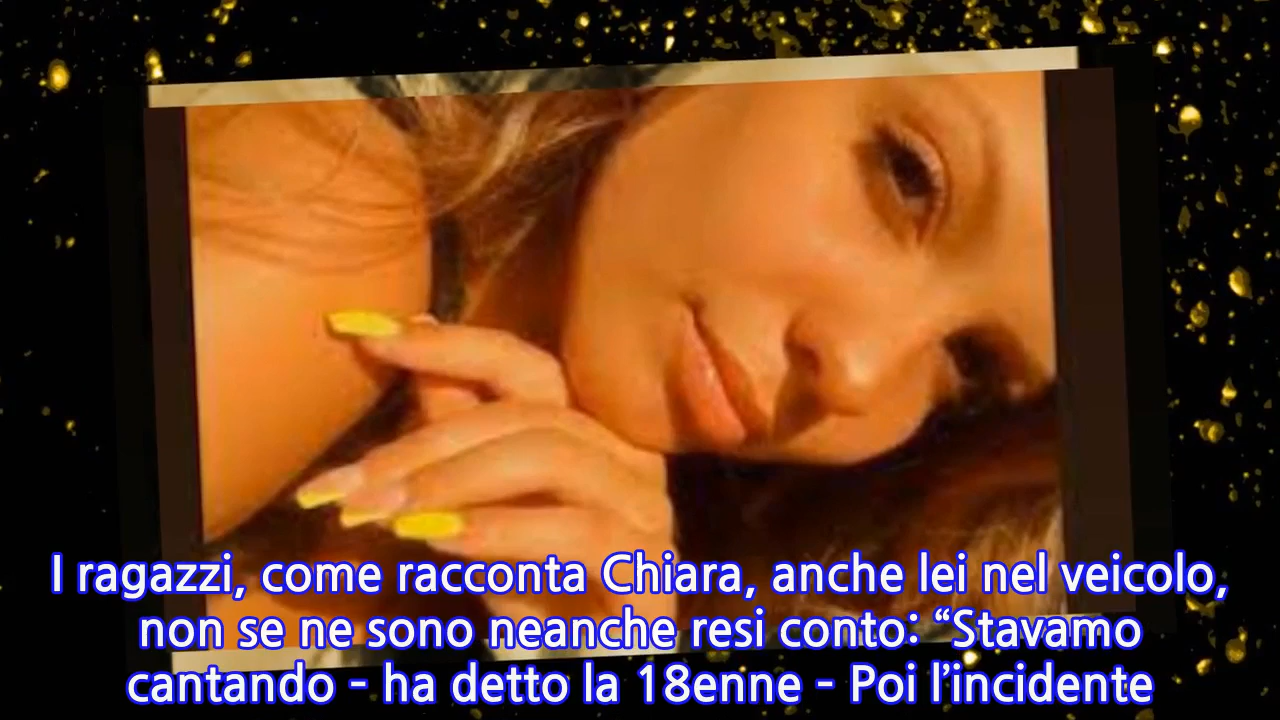 I ragazzi, come racconta Chiara, anche lei nel veicolo,
non se ne sono neanche resi conto: “Stavamo
cantando - ha detto la 18enne - Poi l’incidente